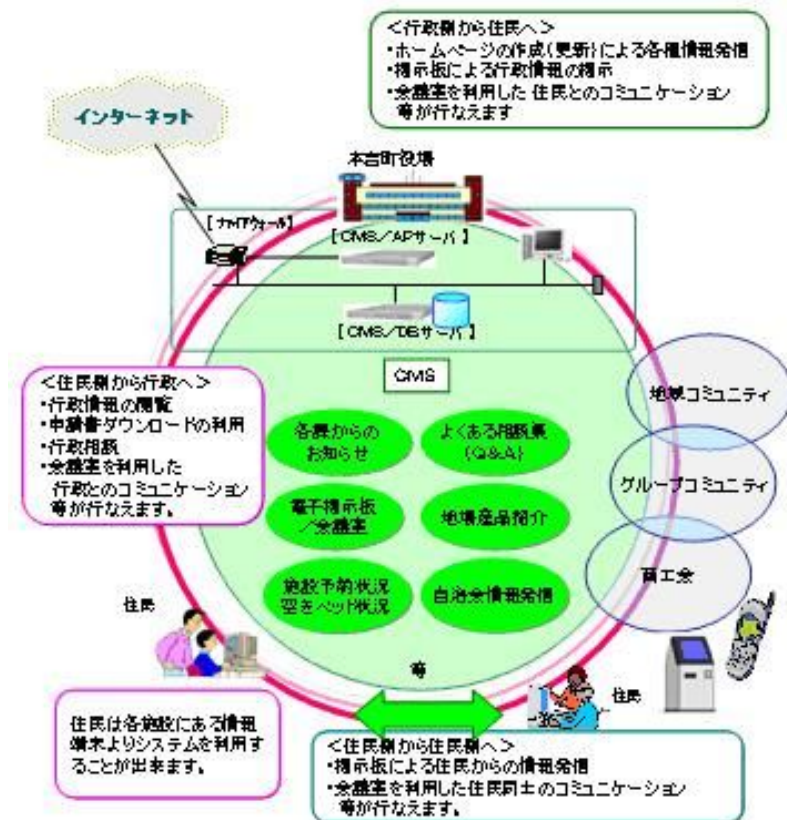 ＜行政側から住民へ＞
・ホームページの作成(更新)による各種情報発信
・掲示板による行政情報の掲示
・会議室を利用した 住民とのコミュニケーション
等が行なえます
インターネット
本吉町役場
[ファイアウォール]
[CMS／APサーバ]
[CMS／DBサーバ]
CMS
＜住民側から行政へ＞
・行政情報の閲覧
・申請書ダウンロードの利用
・行政相談
・会議室を利用した
行政とのコミュニケーション
等が行なえます。
各課からの
お知らせ
よくある相談集
(Q&A)
電子掲示板
／会議室
地場産品紹介
施設予約状況
空きベッド状況
自治会情報発信
等
地域コミュニティ
グループコミュニティ
商工会
住民
住民
住民は各施設にある情報
端末よりシステムを利用す
ることが出来ます。
＜住民側から住民側へ＞
・掲示板による住民からの情報発信
・会議室を利用した住民同士のコミュニケーション
等が行なえます。